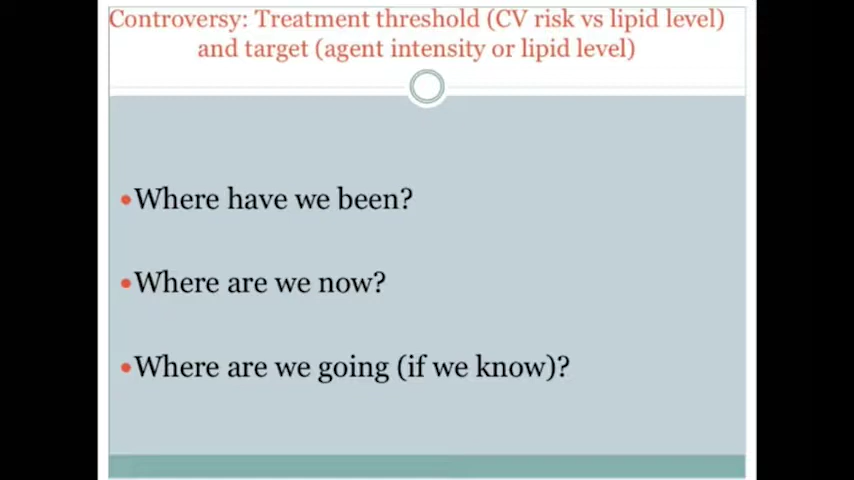 Controversy: Treatment threshold (CV risk vs lipid level)
and target (agent intensity or lipid level)
•Where have we been?
•Where are we now?
•Where are we going (if we know)?